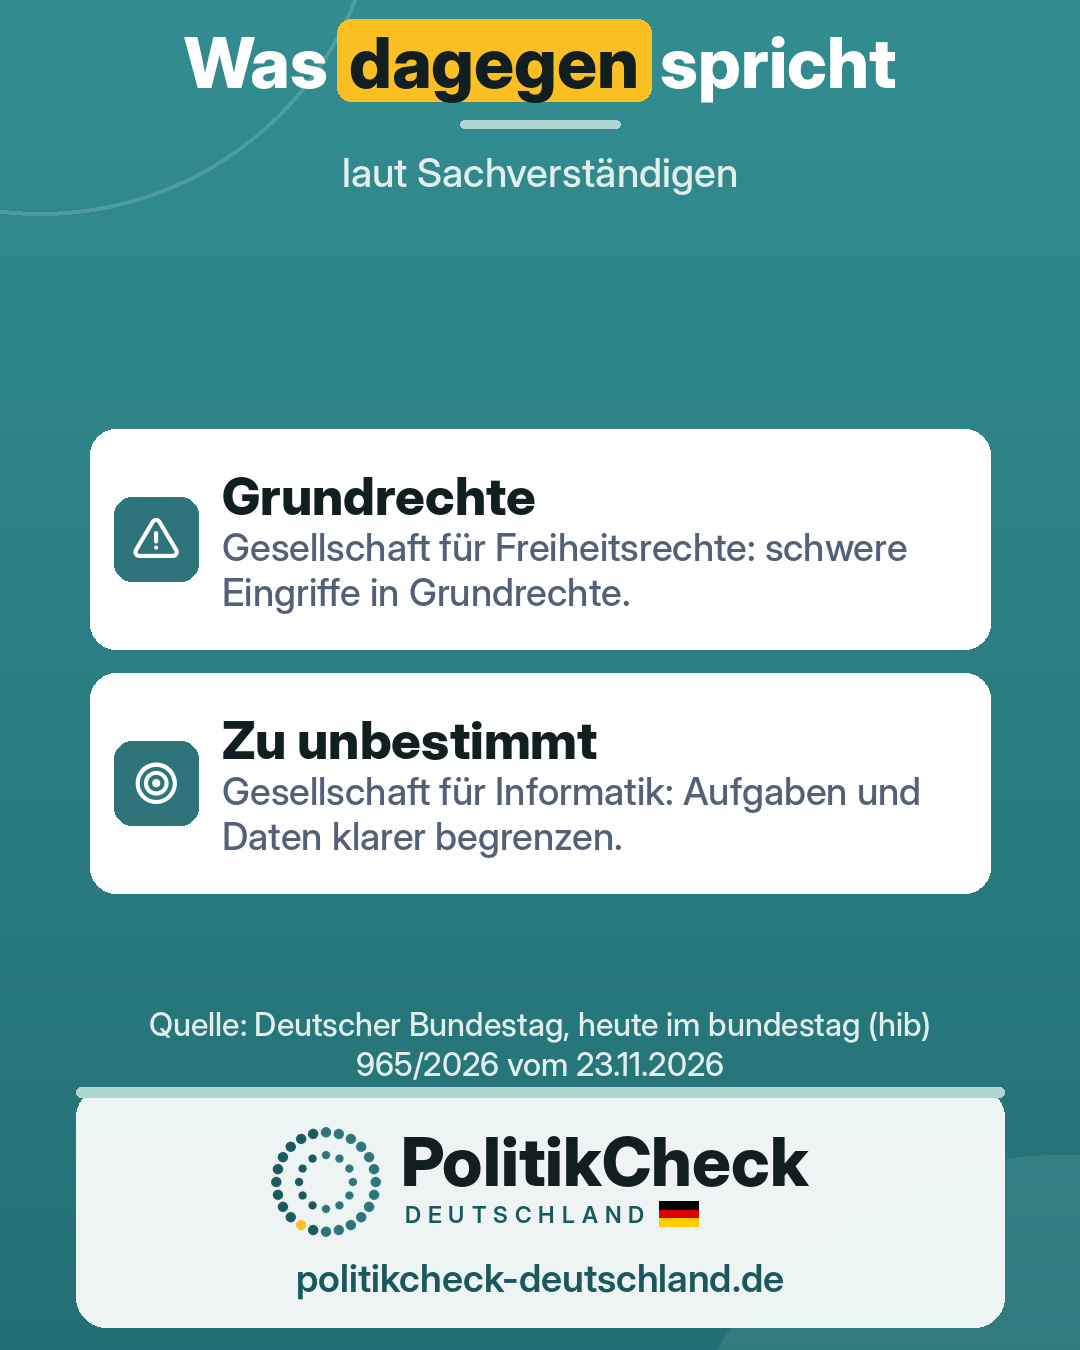 Was dagegen spricht
laut Sachverständigen
Grundrechte
Gesellschaft für Freiheitsrechte: schwere
Eingriffe in Grundrechte.
Zu unbestimmt
Gesellschaft für Informatik: Aufgaben und
Daten klarer begrenzen.
Quelle: Deutscher Bundestag, heute im bundestag (hib)
965/2026 vom 23.11.2026
PolitikCheck
DEUTSCHLAND
politikcheck-deutschland.de